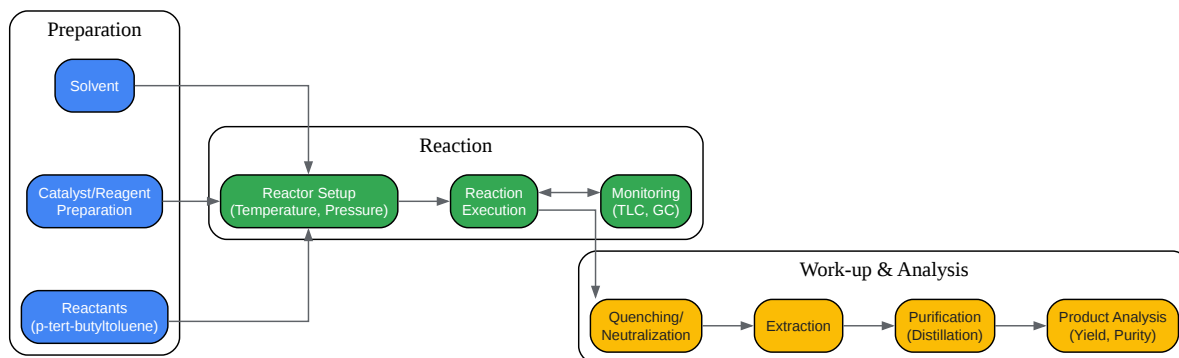 Preparation
Solvent
Catalyst/Reagent
Preparation
Reactants
(p-tert-butyltoluene)
Reaction
Reactor Setup
(Temperature, Pressure)
Reaction
Execution
Monitoring
(TLC, GC)
Work-up & Analysis
Quenching/
Neutralization
Extraction
Purification
(Distillation)
Product Analysis
(Yield, Purity)